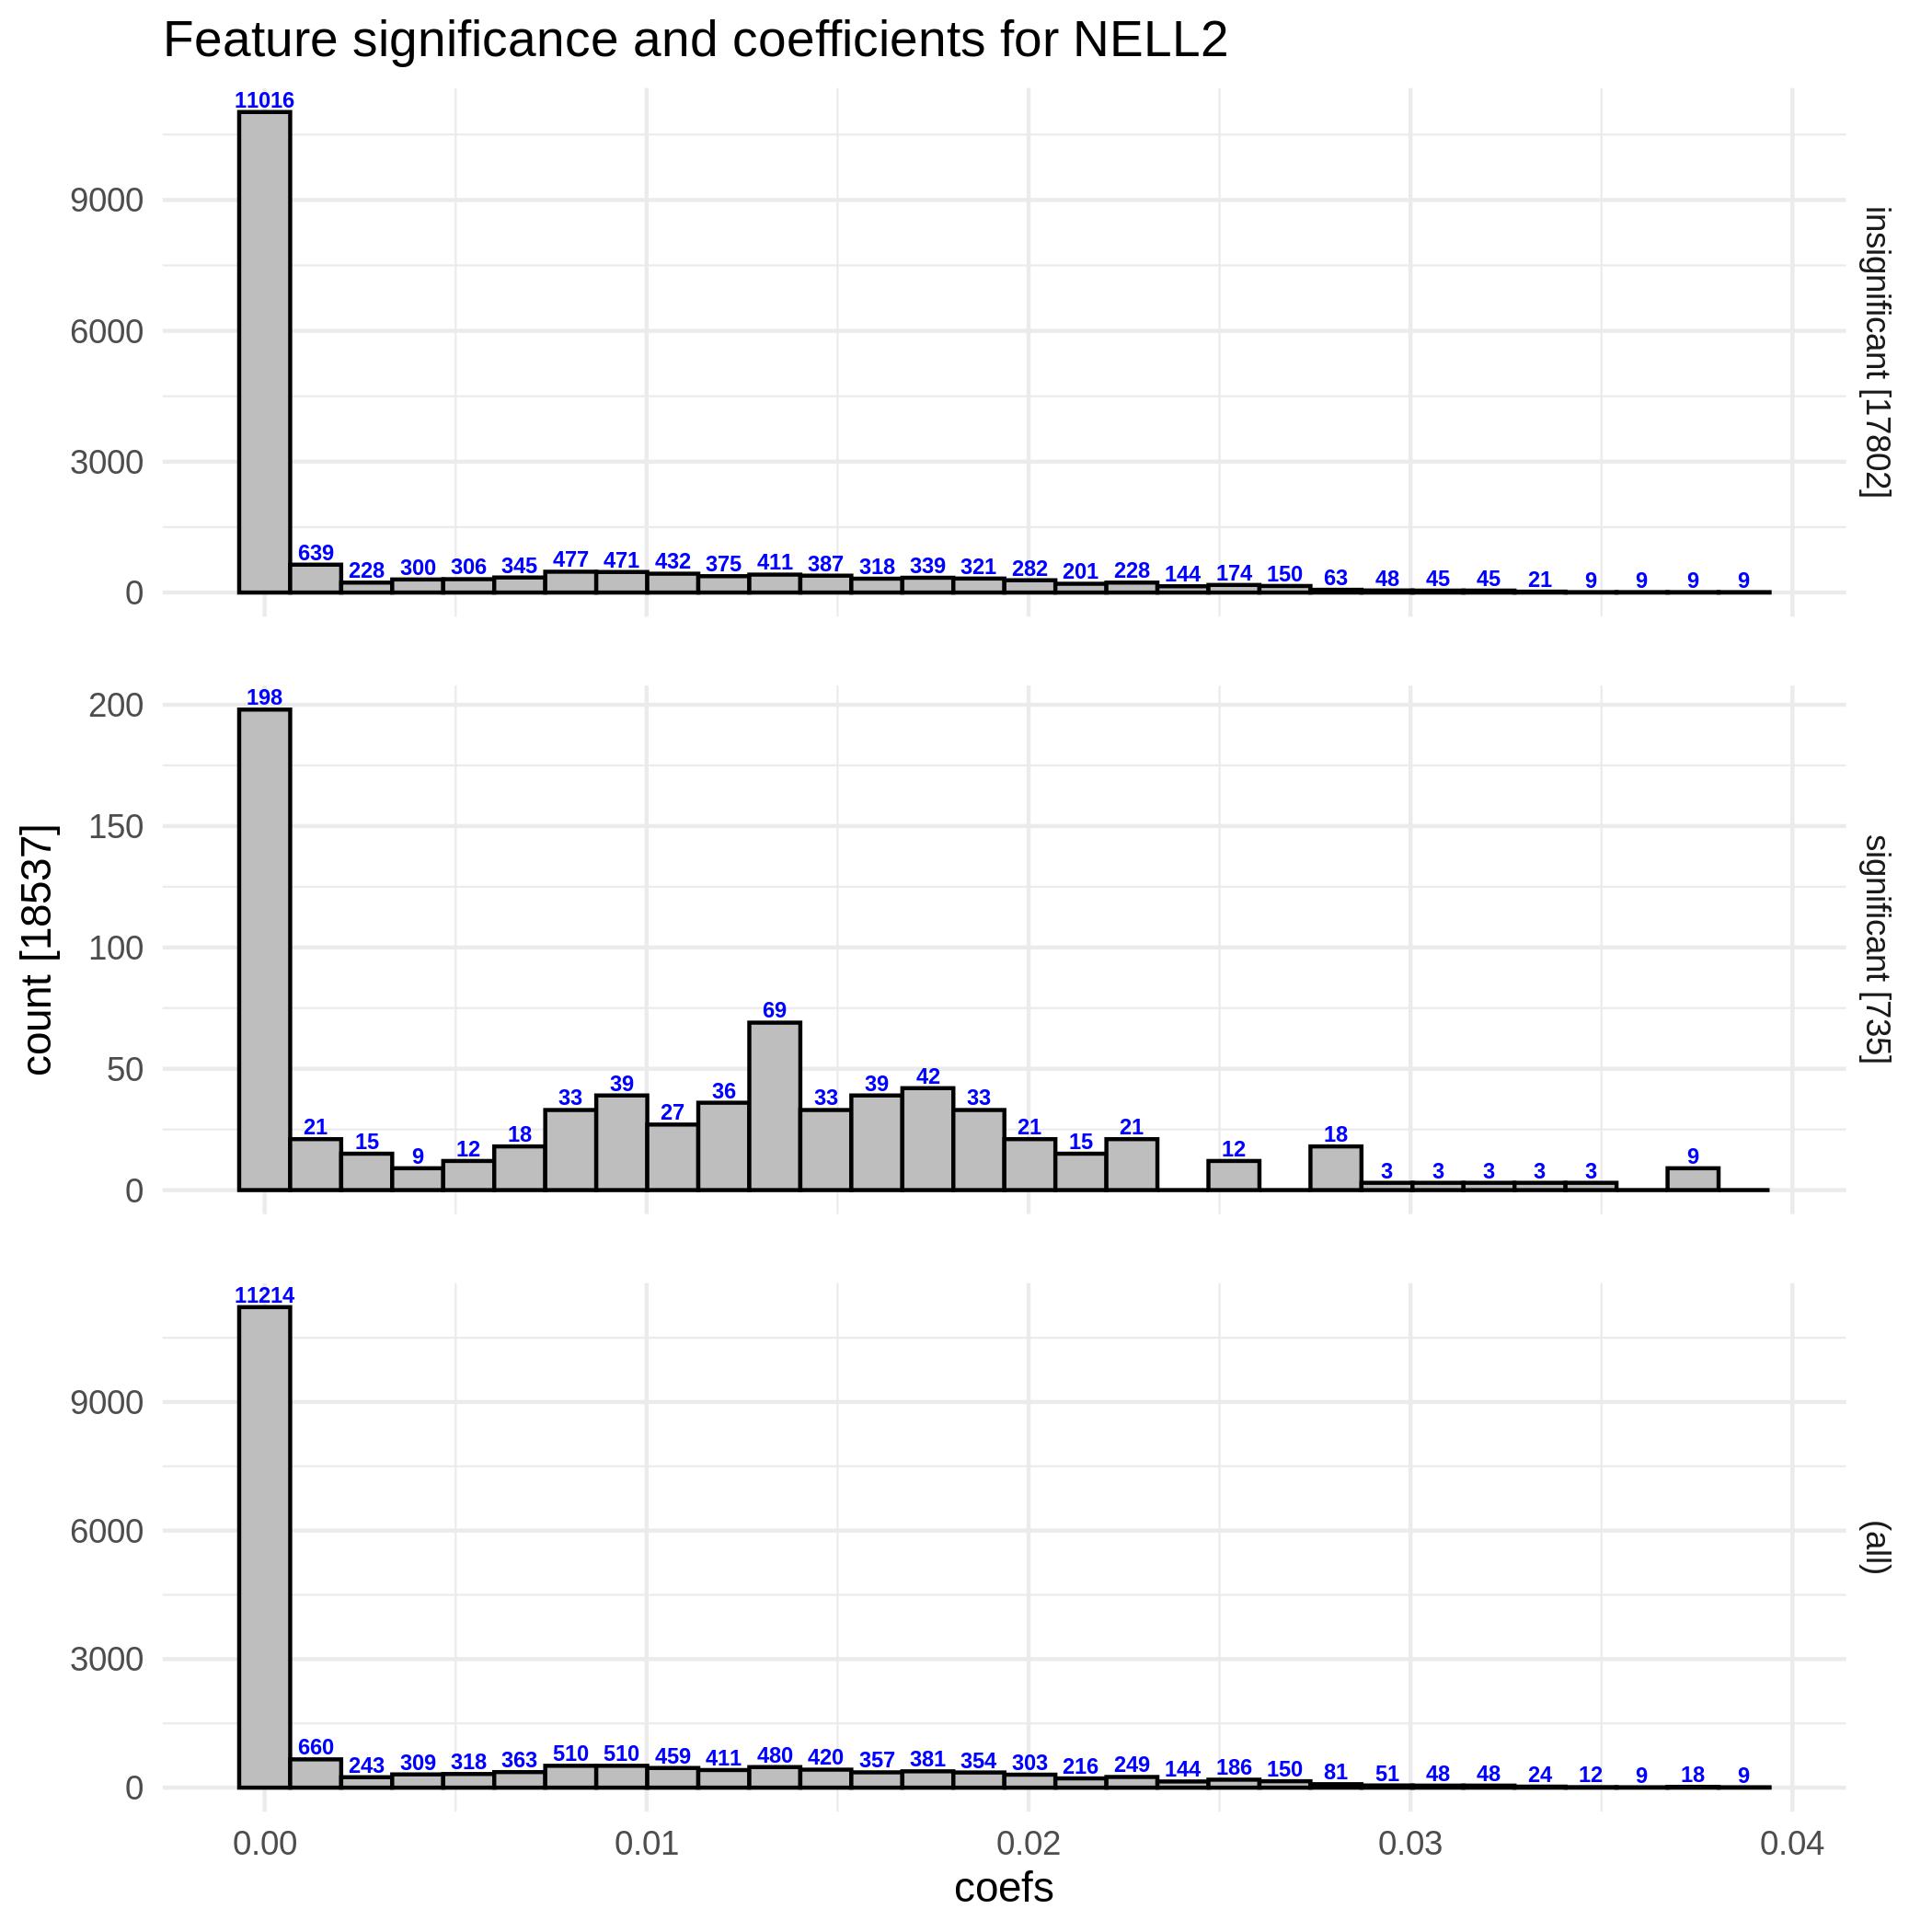 Feature significance and coefficients for NELL2
11016
9000
6000
3000
0
639 228 300 306 345 477 471 432 375 411 387 318 339 321 282 201 228 144 174 150 63 48 45 45 21 9 9 9 9
insignificant [17802]
count [18537]
198
200
150
100
50
0
21 15 9 12 18 33 39 27 36 69 33 39 42 33 21 15 21 12 18 3 3 3 3 3 9
significant [735]
11214
9000
6000
3000
0
660 243 309 318 363 510 510 459 411 480 420 357 381 354 303 216 249 144 186 150 81 51 48 48 24 12 9 18 9
(all)
0.00 0.01 0.02 0.03 0.04
coefs